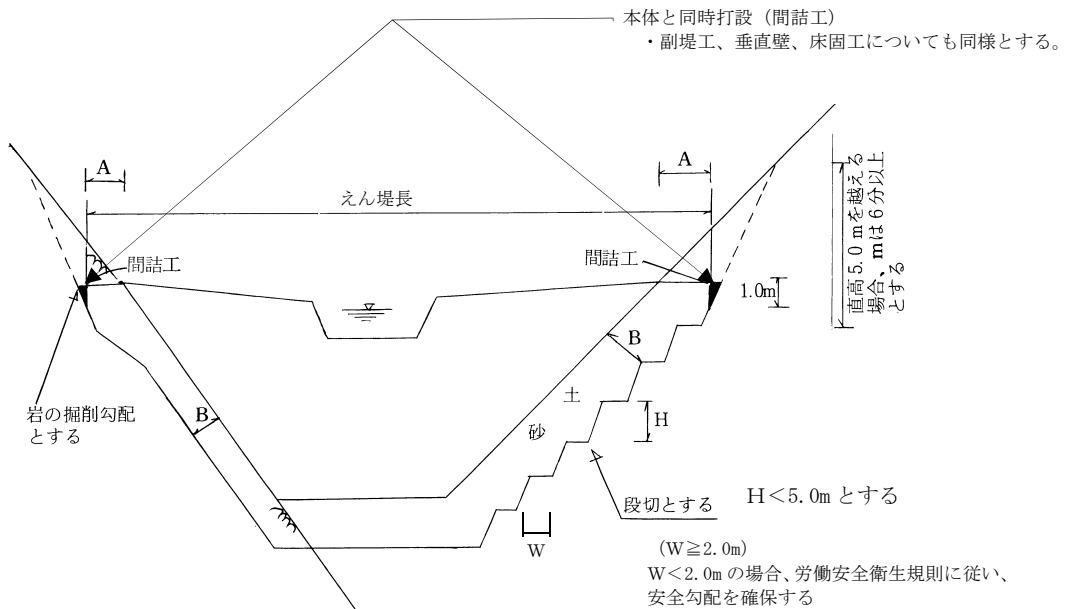 本体と同時打設（間詰工）
・副堤工、垂直壁、床固工についても同様とする。
A
A
えん堤長
直高5.0mを越える
場合、mは6分以上
とする
間詰工
間詰工
1.0m
B
B
岩の掘削勾配
とする
土
砂
H
段切とする
H＜5.0mとする
W
（W≧2.0m）
W＜2.0mの場合、労働安全衛生規則に従い、
安全勾配を確保する